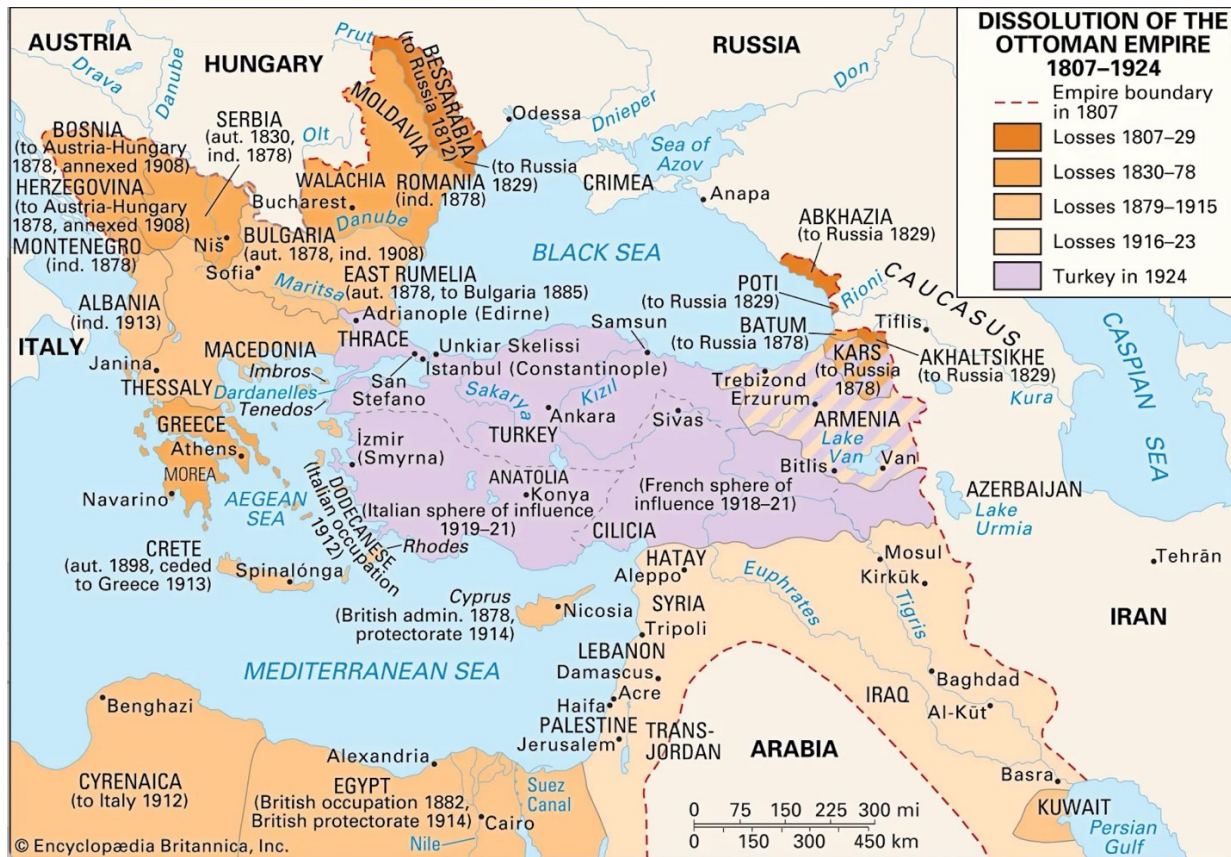 DISSOLUTION OF THE
OTTOMAN EMPIRE
1807–1924
Empire boundary
in 1807
Losses 1807–29
Losses 1830–78
Losses 1879–1915
Losses 1916–23
Turkey in 1924
AUSTRIA
Drava
Danube
HUNGARY
Prut
BESSARABIA
(to Russia 1812)
MOLDAVIA
RUSSIA
Don
Dnieper
Odessa
Sea of
Azov
CRIMEA
Anapa
(to Russia
1829)
BOSNIA
(to Austria-Hungary
1878, annexed 1908)
HERZEGOVINA
(to Austria-Hungary
1878, annexed 1908)
MONTENEGRO
(ind. 1878)
SERBIA
(aut. 1830,
ind. 1878)
Olt
WALACHIA
Bucharest
Danube
ROMANIA
(ind. 1878)
Niš
BULGARIA
(aut. 1878, ind. 1908)
Sofia
EAST RUMELIA
(aut. 1878, to Bulgaria 1885)
Maritsa
BLACK SEA
ABKHAZIA
(to Russia 1829)
CAUCASUS
POTI
(to Russia 1829)
Rioni
BATUM
(to Russia 1878)
Tiflis
AKHALTSIKHE
(to Russia 1829)
KARS
(to Russia
1878)
Kura
CASPIAN
SEA
ALBANIA
(ind. 1913)
ITALY
Janina
Adrianople (Edirne)
THRACE
MACEDONIA
Imbros
Dardanelles
Tenedos
THESSALY
San
Stefano
Unkiar Skelissi
Istanbul (Constantinople)
Samsun
Trebizond
Erzurum
Sakarya
Kızıl
Ankara
TURKEY
Sivas
ARMENIA
Lake
Van
Van
Bitlis
GREECE
Athens
MOREA
Navarino
AEGEAN
SEA
İzmir
(Smyrna)
ANATOLIA
Konya
(Italian sphere of influence
1919–21)
(French sphere of
influence 1918–21)
CILICIA
DODECANESE
(Italian occupation
1912)
Rhodes
AZERBAIJAN
Lake
Urmia
Tehrān
IRAN
CRETE
(aut. 1898, ceded
to Greece 1913)
Spinalónga
Cyprus
(British admin. 1878,
protectorate 1914)
Nicosia
HATAY
Aleppo
SYRIA
Tripoli
Euphrates
Mosul
Kirkūk
Tigris
LEBANON
Damascus
Acre
Haifa
PALESTINE
Jerusalem
TRANS-
JORDAN
MEDITERRANEAN SEA
Baghdad
IRAQ
Al-Kūt
ARABIA
Basra
KUWAIT
Persian
Gulf
Benghazi
CYRENAICA
(to Italy 1912)
Alexandria
EGYPT
(British occupation 1882,
British protectorate 1914)
Suez
Canal
Cairo
Nile
0 75 150 225 300 mi
0 150 300 450 km
© Encyclopædia Britannica, Inc.